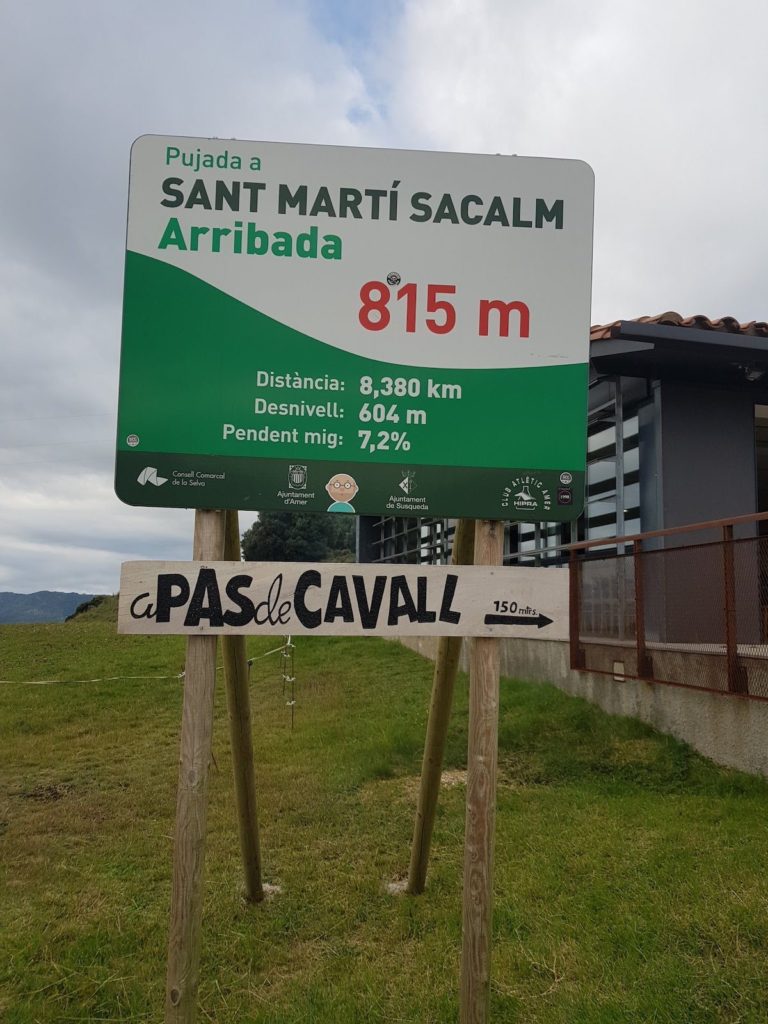 Pujada a
SANT MARTÍ SACALM
Arribada
815 m
Distància: 8,380 km
Desnivell: 604 m
Pendent mig: 7,2%
Consell Comarcal
de la Selva
Ajuntament
d'Amer
Ajuntament
de Susqueda
CLUB ATLÈTIC AMER
HIPRA
a PAS de CAVALL
150 mtrs.